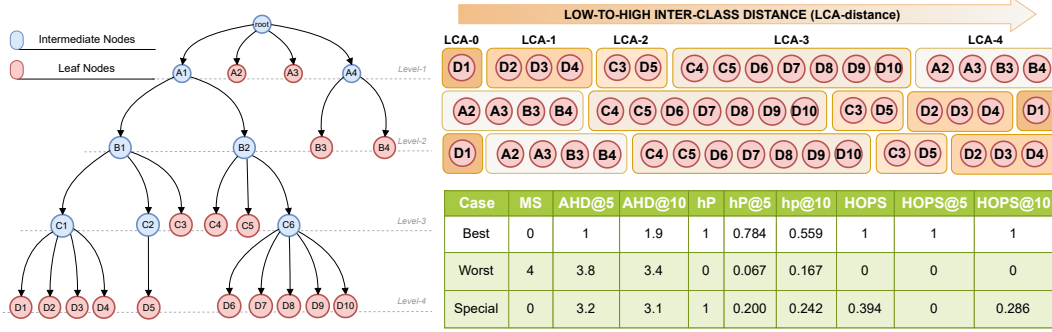 Intermediate Nodes
Leaf Nodes
root
A1 A2 A3 A4
Level-1
B1 B2 B3 B4
Level-2
C1 C2 C3 C4 C5 C6
Level-3
D1 D2 D3 D4 D5 D6 D7 D8 D9 D10
Level-4
LOW-TO-HIGH INTER-CLASS DISTANCE (LCA-distance)
LCA-0 LCA-1 LCA-2 LCA-3 LCA-4
D1 D2 D3 D4 C3 D5 C4 C5 D6 D7 D8 D9 D10 A2 A3 B3 B4
A2 A3 B3 B4 C4 C5 D6 D7 D8 D9 D10 C3 D5 D2 D3 D4 D1
D1 A2 A3 B3 B4 C4 C5 D6 D7 D8 D9 D10 C3 D5 D2 D3 D4
Case MS AHD@5 AHD@10 hP hP@5 hp@10 HOPS HOPS@5 HOPS@10
Best 0 1 1.9 1 0.784 0.559 1 1 1
Worst 4 3.8 3.4 0 0.067 0.167 0 0 0
Special 0 3.2 3.1 1 0.200 0.242 0.394 0 0.286